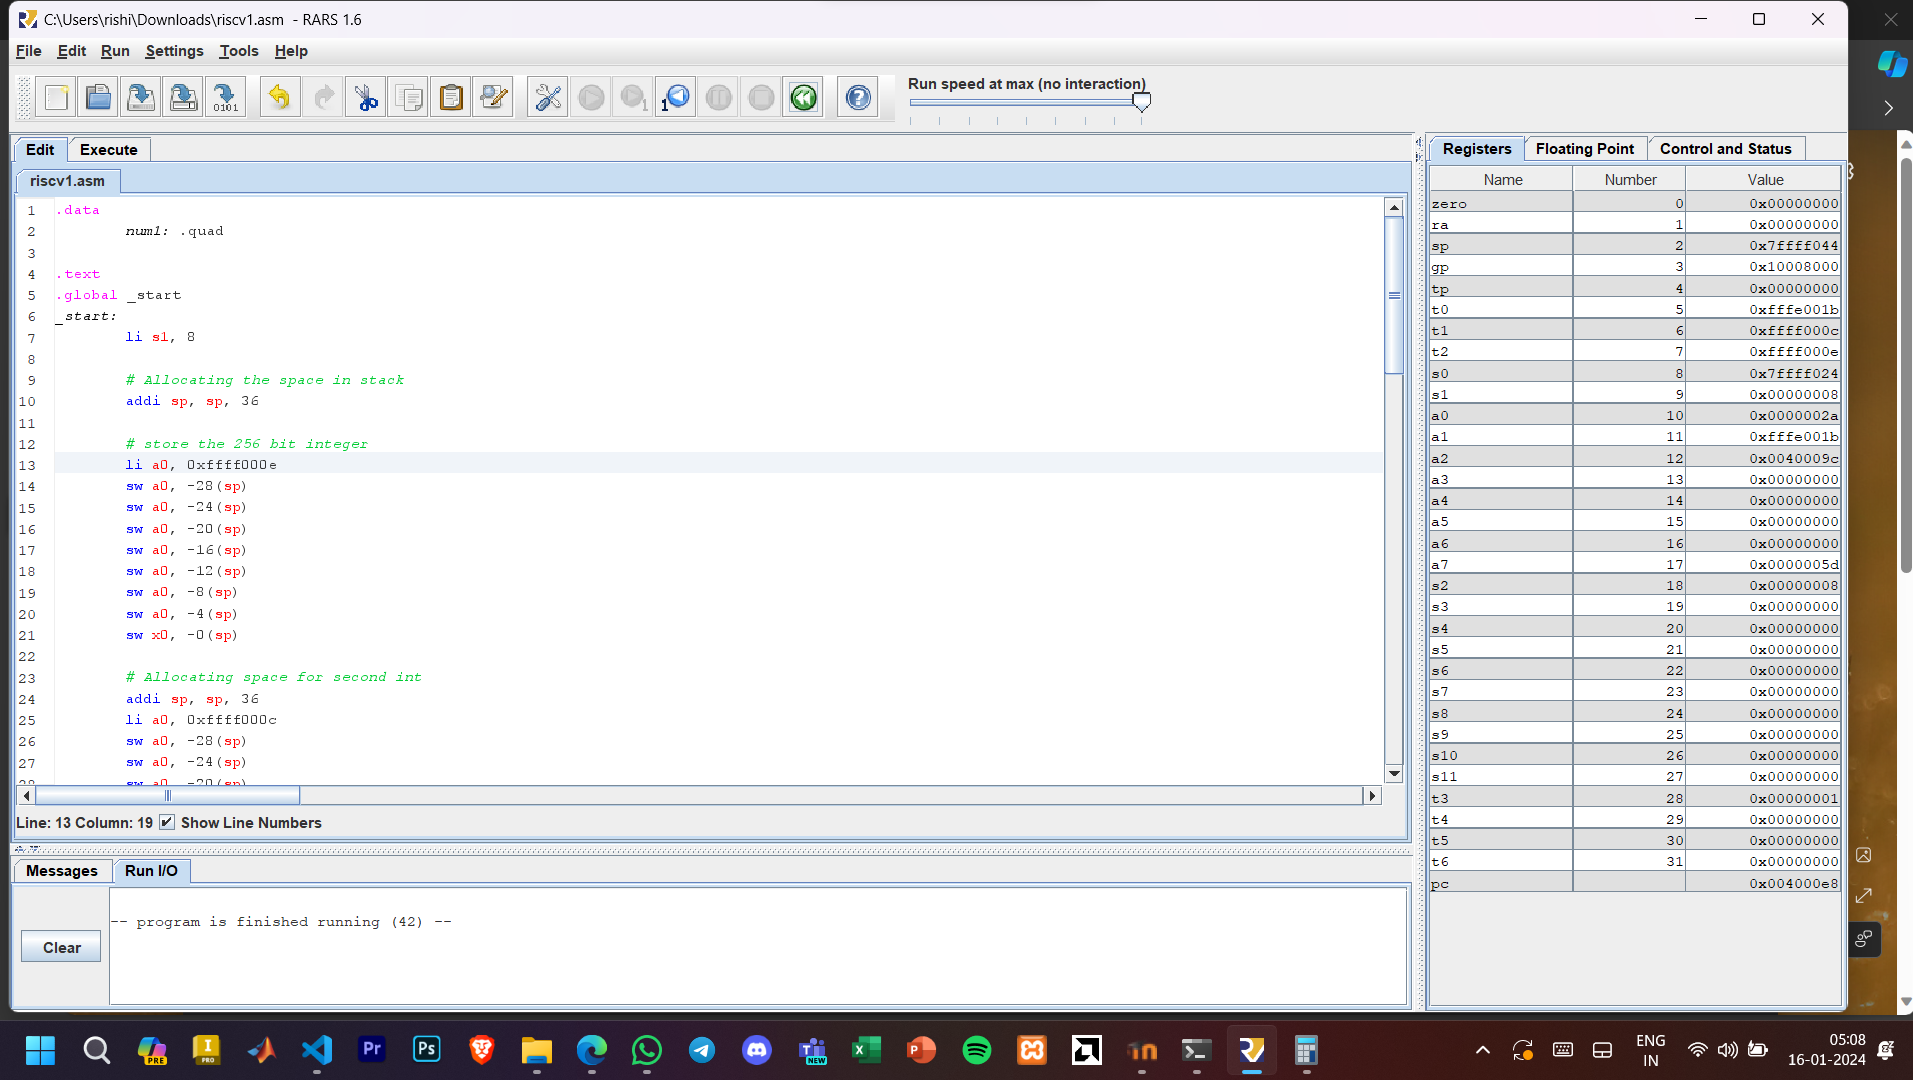 C:\Users\rishi\Downloads\riscv1.asm - RARS 1.6
File Edit Run Settings Tools Help
Run speed at max (no interaction)
Edit Execute
riscv1.asm
1 .data
2 num1: .quad
3
4 .text
5 .global _start
6 _start:
7 li s1, 8
8
9 # Allocating the space in stack
10 addi sp, sp, 36
11
12 # store the 256 bit integer
13 li a0, 0xffff000e
14 sw a0, -28(sp)
15 sw a0, -24(sp)
16 sw a0, -20(sp)
17 sw a0, -16(sp)
18 sw a0, -12(sp)
19 sw a0, -8(sp)
20 sw a0, -4(sp)
21 sw x0, -0(sp)
22
23 # Allocating space for second int
24 addi sp, sp, 36
25 li a0, 0xffff000c
26 sw a0, -28(sp)
27 sw a0, -24(sp)
28 sw a0, -20(sp)
Line: 13 Column: 19 Show Line Numbers
Messages Run I/O
-- program is finished running (42) --
Clear
Registers Floating Point Control and Status
Name Number Value
zero 0 0x00000000
ra 1 0x00000000
sp 2 0x7ffff044
gp 3 0x10008000
tp 4 0x00000000
t0 5 0xfffe001b
t1 6 0xffff000c
t2 7 0xffff000e
s0 8 0x7ffff024
s1 9 0x00000008
a0 10 0x0000002a
a1 11 0xfffe001b
a2 12 0x0040009c
a3 13 0x00000000
a4 14 0x00000000
a5 15 0x00000000
a6 16 0x00000000
a7 17 0x0000005d
s2 18 0x00000008
s3 19 0x00000000
s4 20 0x00000000
s5 21 0x00000000
s6 22 0x00000000
s7 23 0x00000000
s8 24 0x00000000
s9 25 0x00000000
s10 26 0x00000000
s11 27 0x00000000
t3 28 0x00000001
t4 29 0x00000000
t5 30 0x00000000
t6 31 0x00000000
pc 0x004000e8
ENG
IN
05:08
16-01-2024